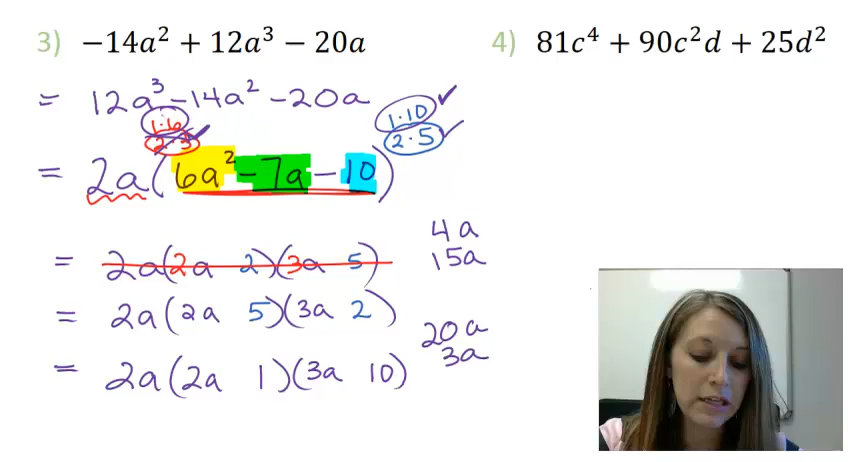 3) −14a² + 12a³ − 20a
= 12a³ − 14a² − 20a
1·6
2·3
1·10
2·5
= 2a(6a² − 7a − 10)
= 2a(2a 2)(3a 5)
4a
15a
= 2a(2a 5)(3a 2)
= 2a(2a 1)(3a 10)
20a
3a
4) 81c⁴ + 90c²d + 25d²